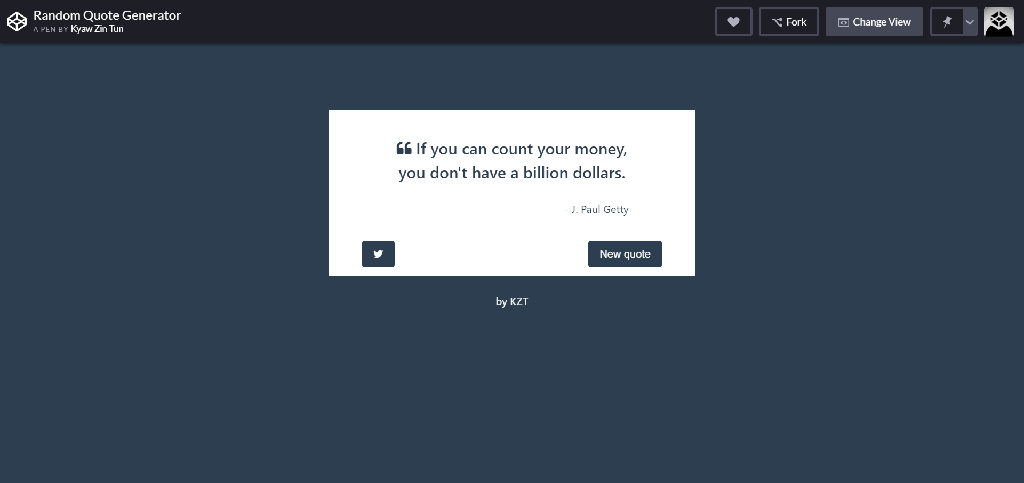 Random Quote Generator
A PEN BY Kyaw Zin Tun
Fork
Change View
“ If you can count your money,
you don't have a billion dollars.
- J. Paul Getty
New quote
by KZT